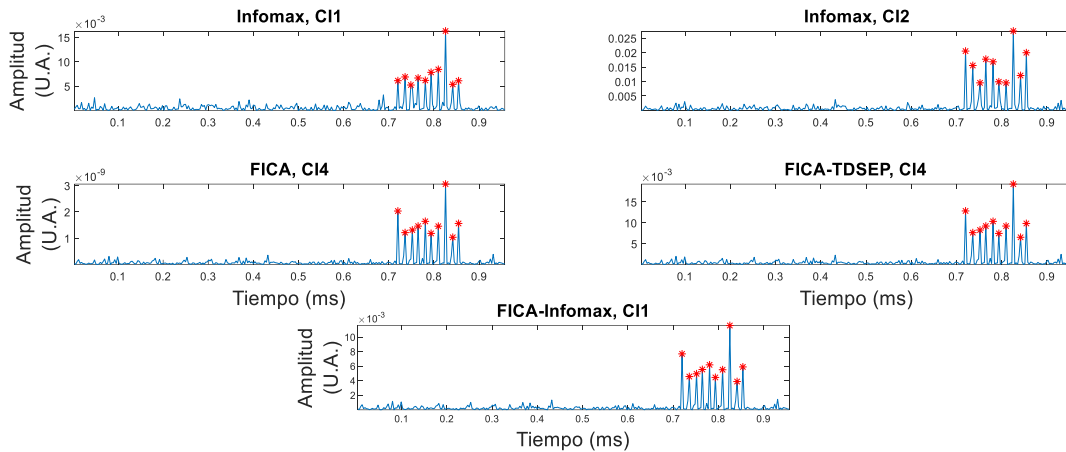 Infomax, CI1
×10⁻³
15
10
5
Amplitud
(U.A.)
0.1 0.2 0.3 0.4 0.5 0.6 0.7 0.8 0.9
Infomax, CI2
0.025
0.02
0.015
0.01
0.005
0.1 0.2 0.3 0.4 0.5 0.6 0.7 0.8 0.9
FICA, CI4
×10⁻⁹
3
2
1
Amplitud
(U.A.)
0.1 0.2 0.3 0.4 0.5 0.6 0.7 0.8 0.9
Tiempo (ms)
FICA-TDSEP, CI4
×10⁻³
15
10
5
0.1 0.2 0.3 0.4 0.5 0.6 0.7 0.8 0.9
Tiempo (ms)
FICA-Infomax, CI1
×10⁻³
10
8
6
4
2
Amplitud
(U.A.)
0.1 0.2 0.3 0.4 0.5 0.6 0.7 0.8 0.9
Tiempo (ms)